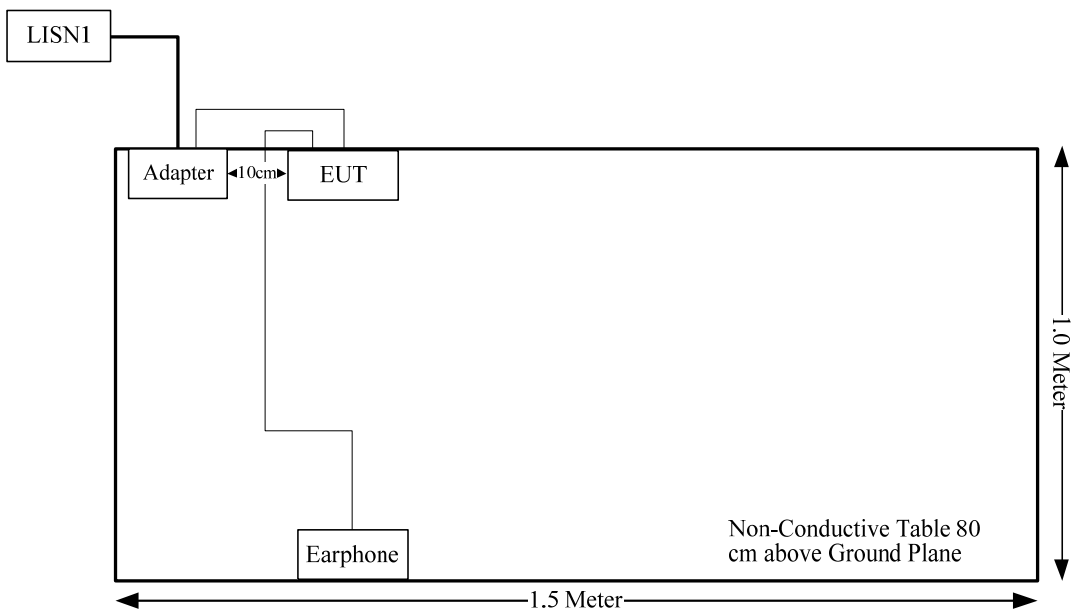 LISN1
Adapter
10cm
EUT
1.0 Meter
Earphone
Non-Conductive Table 80
cm above Ground Plane
1.5 Meter